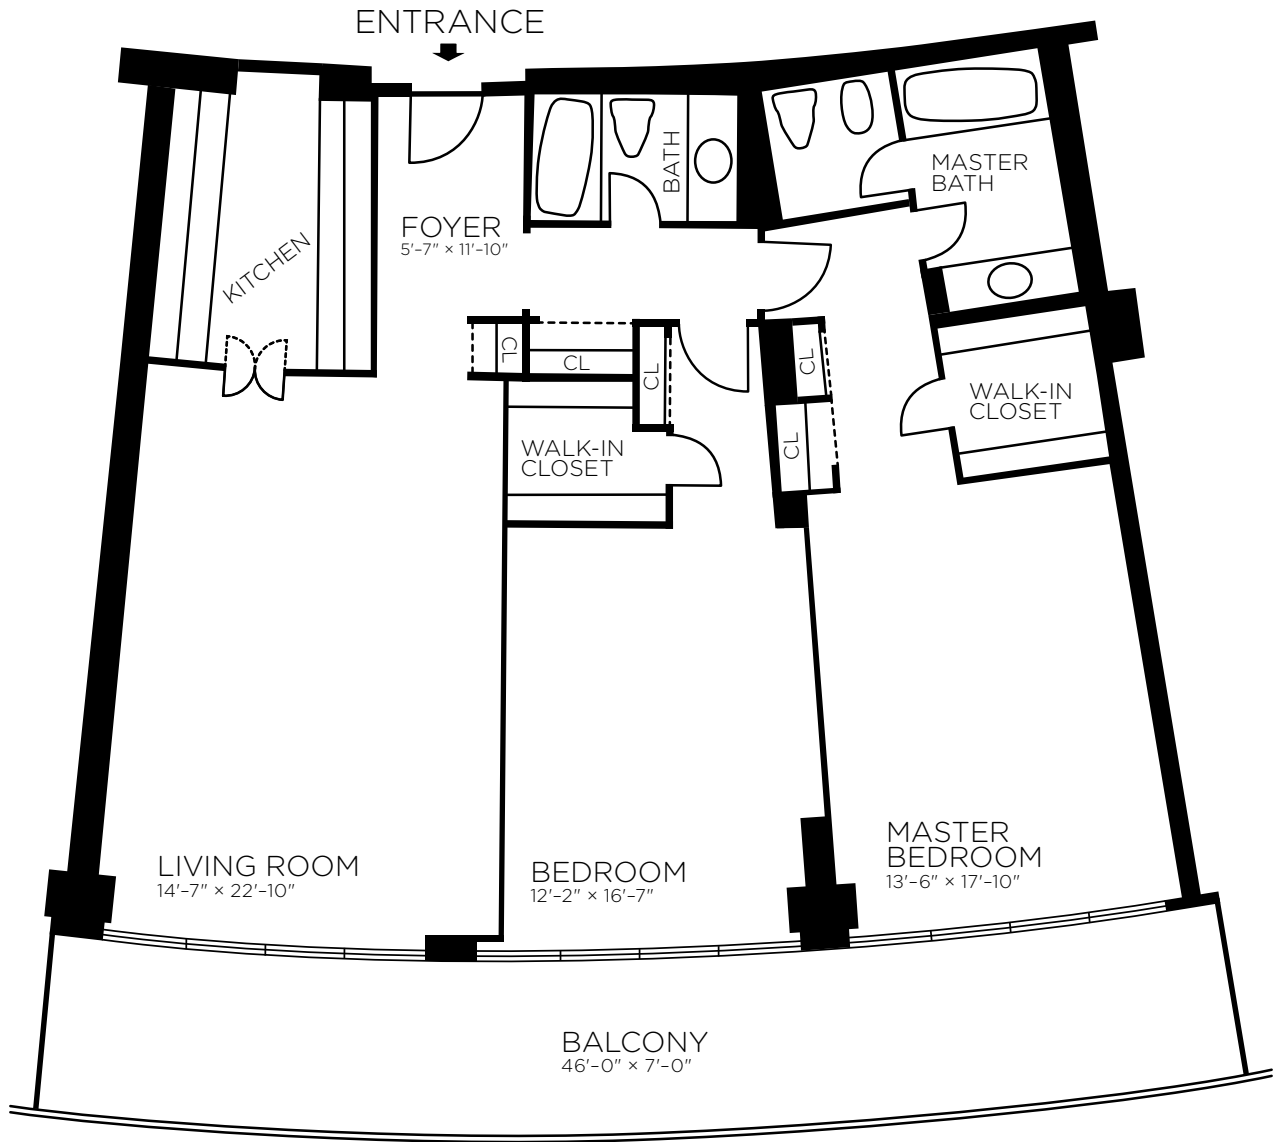 ENTRANCE
BATH
MASTER
BATH
FOYER
5'-7" × 11'-10"
KITCHEN
CL
CL
CL
CL
WALK-IN
CLOSET
WALK-IN
CLOSET
CL
LIVING ROOM
14'-7" × 22'-10"
BEDROOM
12'-2" × 16'-7"
MASTER
BEDROOM
13'-6" × 17'-10"
BALCONY
46'-0" × 7'-0"